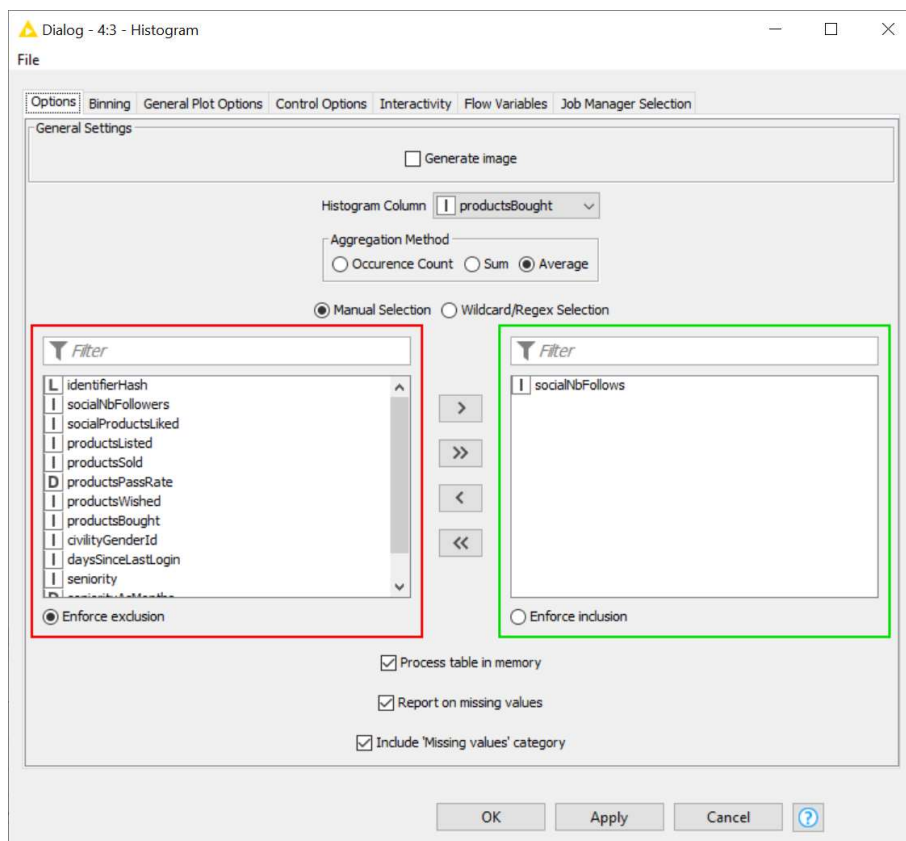 Dialog - 4:3 - Histogram
File
Options Binning General Plot Options Control Options Interactivity Flow Variables Job Manager Selection
General Settings
Generate image
Histogram Column I productsBought
Aggregation Method
Occurence Count Sum Average
Manual Selection Wildcard/Regex Selection
Filter
L identifierHash
I socialNbFollowers
I socialProductsLiked
I productsListed
I productsSold
D productsPassRate
I productsWished
I productsBought
I civilityGenderId
I daysSinceLastLogin
I seniority
D seniorityAsMonths
Enforce exclusion
>
>>
<
<<
Filter
I socialNbFollows
Enforce inclusion
Process table in memory
Report on missing values
Include 'Missing values' category
OK Apply Cancel ?